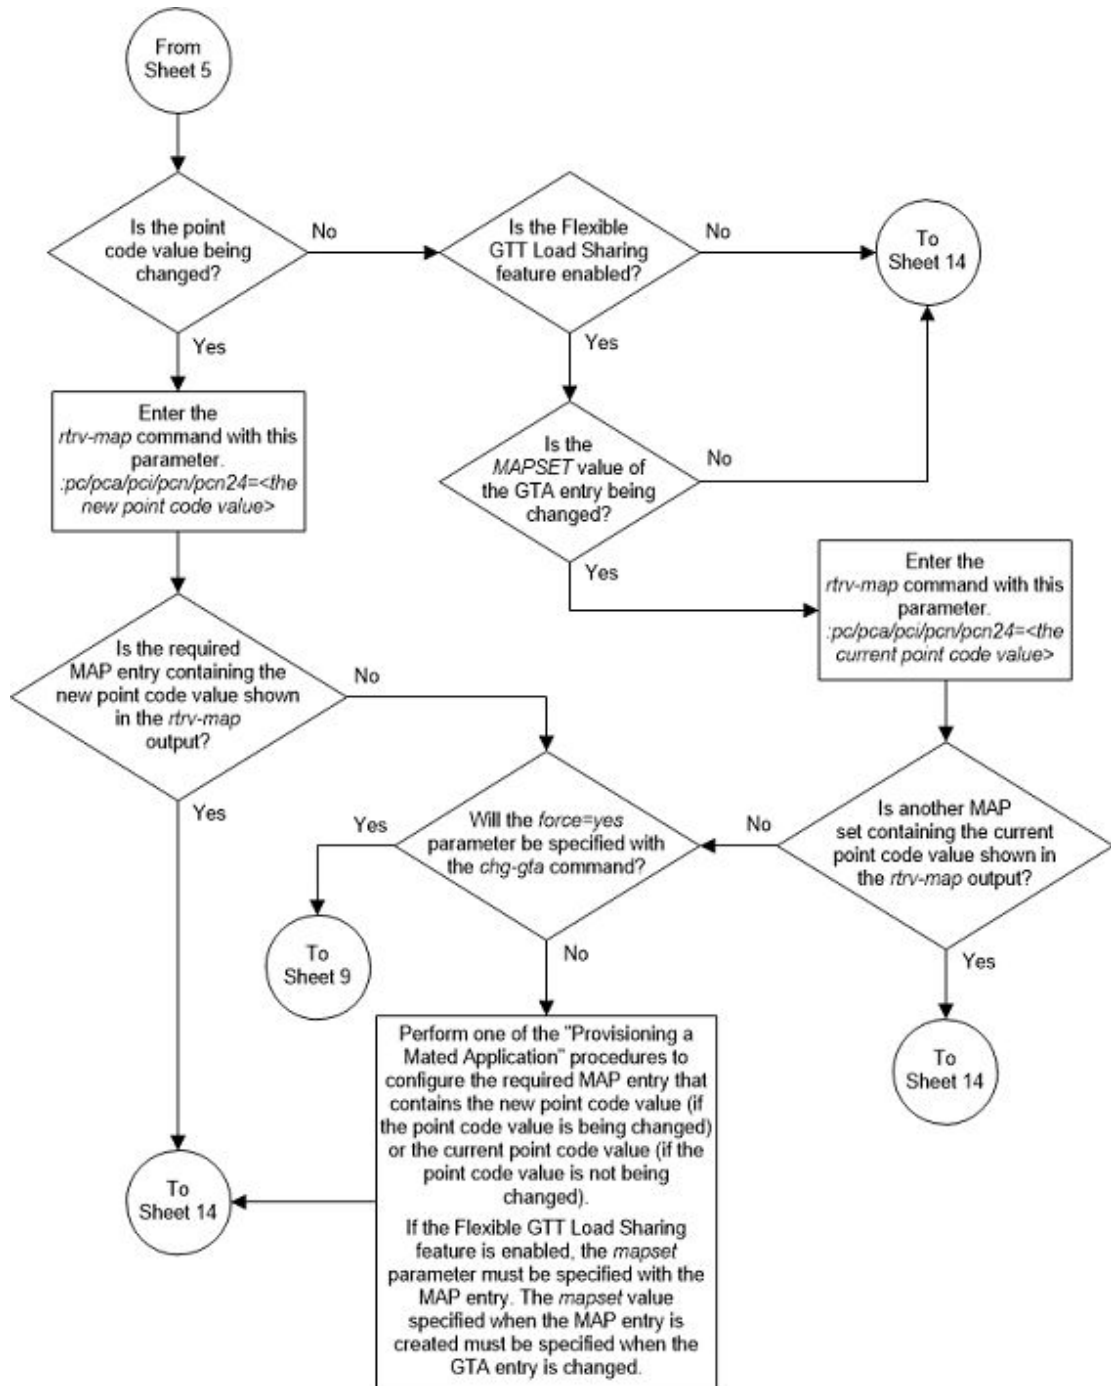 From
Sheet 5
Is the point
code value being
changed?
No
Yes
Is the Flexible
GTT Load Sharing
feature enabled?
No
Yes
To
Sheet 14
Enter the
rtrv-map command with this
parameter.
:pc/pca/pci/pcn/pcn24=<the
new point code value>
Is the
MAPSET value of
the GTA entry being
changed?
No
Yes
Enter the
rtrv-map command with this
parameter.
:pc/pca/pci/pcn/pcn24=<the
current point code value>
Is the required
MAP entry containing the
new point code value shown
in the rtrv-map
output?
No
Yes
Will the force=yes
parameter be specified with
the chg-gta command?
Yes
No
Is another MAP
set containing the current
point code value shown in
the rtrv-map output?
No
Yes
To
Sheet 9
To
Sheet 14
Perform one of the "Provisioning a
Mated Application" procedures to
configure the required MAP entry that
contains the new point code value (if
the point code value is being changed)
or the current point code value (if the
point code value is not being
changed).
If the Flexible GTT Load Sharing
feature is enabled, the mapset
parameter must be specified with the
MAP entry. The mapset value
specified when the MAP entry is
created must be specified when the
GTA entry is changed.
To
Sheet 14